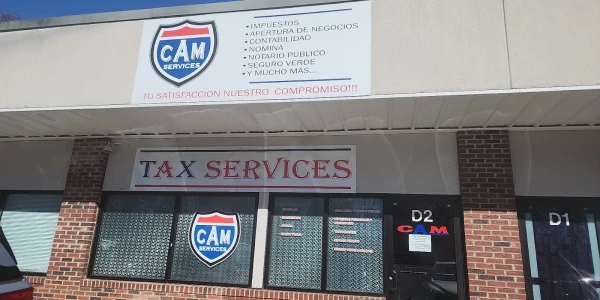 CAM
SERVICES
• IMPUESTOS
• APERTURA DE NEGOCIOS
• CONTABILIDAD
• NOMINA
• NOTARIO PUBLICO
• SEGURO VERDE
• Y MUCHO MAS...
TU SATISFACCION NUESTRO COMPROMISO!!!
TAX SERVICES
CAM
SERVICES
D2
CAM
D1